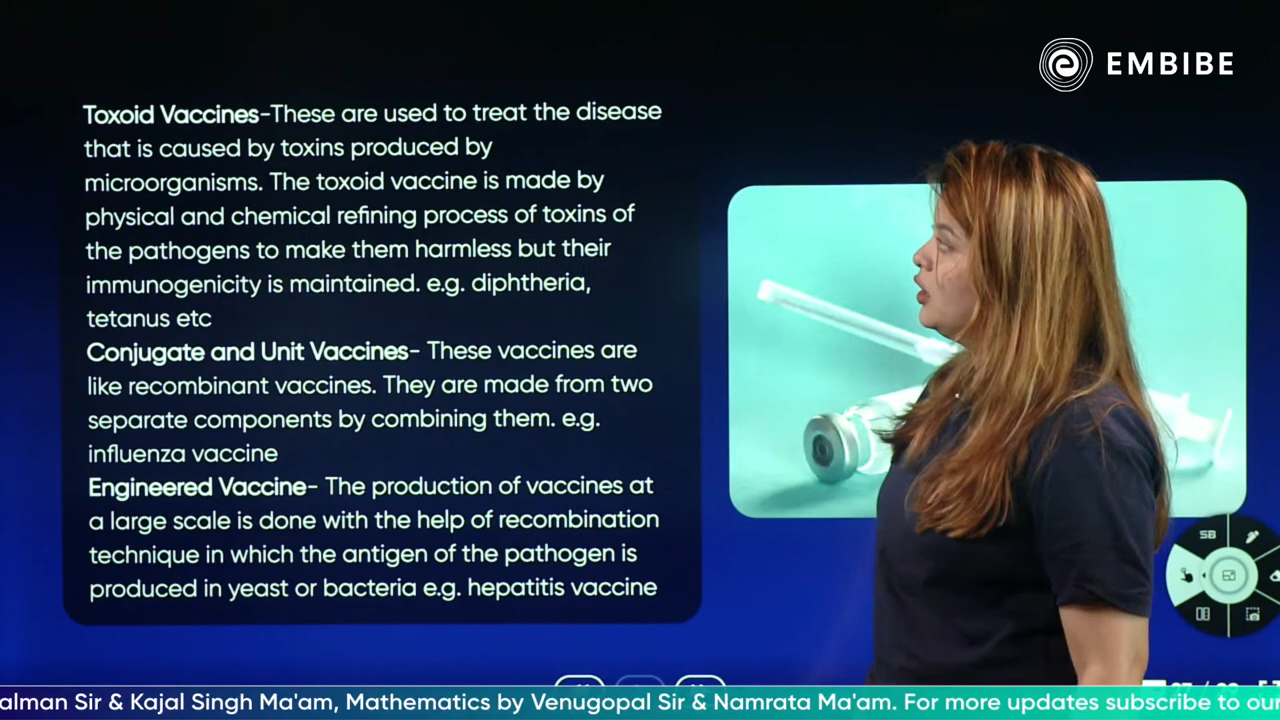 EMBIBE
Toxoid Vaccines-These are used to treat the disease
that is caused by toxins produced by
microorganisms. The toxoid vaccine is made by
physical and chemical refining process of toxins of
the pathogens to make them harmless but their
immunogenicity is maintained. e.g. diphtheria,
tetanus etc
Conjugate and Unit Vaccines- These vaccines are
like recombinant vaccines. They are made from two
separate components by combining them. e.g.
influenza vaccine
Engineered Vaccine- The production of vaccines at
a large scale is done with the help of recombination
technique in which the antigen of the pathogen is
produced in yeast or bacteria e.g. hepatitis vaccine
SB
alman Sir & Kajal Singh Ma'am, Mathematics by Venugopal Sir & Namrata Ma'am. For more updates subscribe to ou